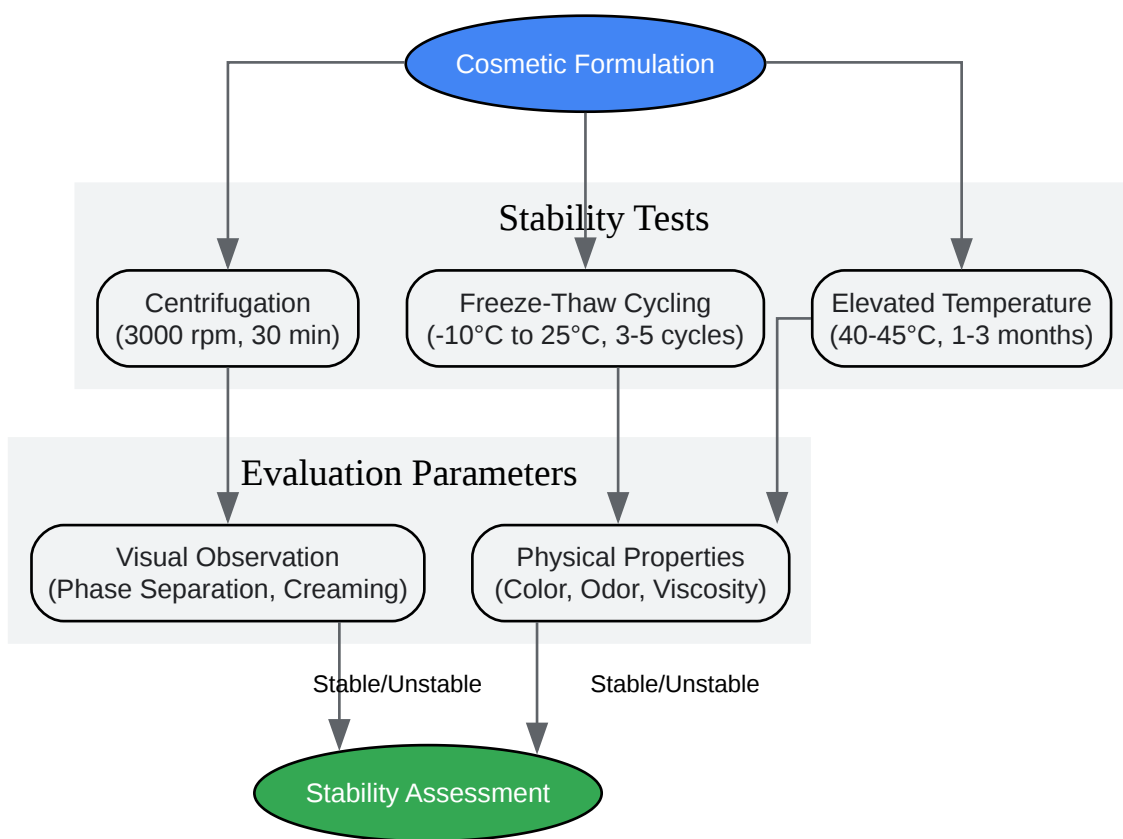 Cosmetic Formulation
Stability Tests
Centrifugation
(3000 rpm, 30 min)
Freeze-Thaw Cycling
(-10°C to 25°C, 3-5 cycles)
Elevated Temperature
(40-45°C, 1-3 months)
Evaluation Parameters
Visual Observation
(Phase Separation, Creaming)
Physical Properties
(Color, Odor, Viscosity)
Stable/Unstable
Stable/Unstable
Stability Assessment